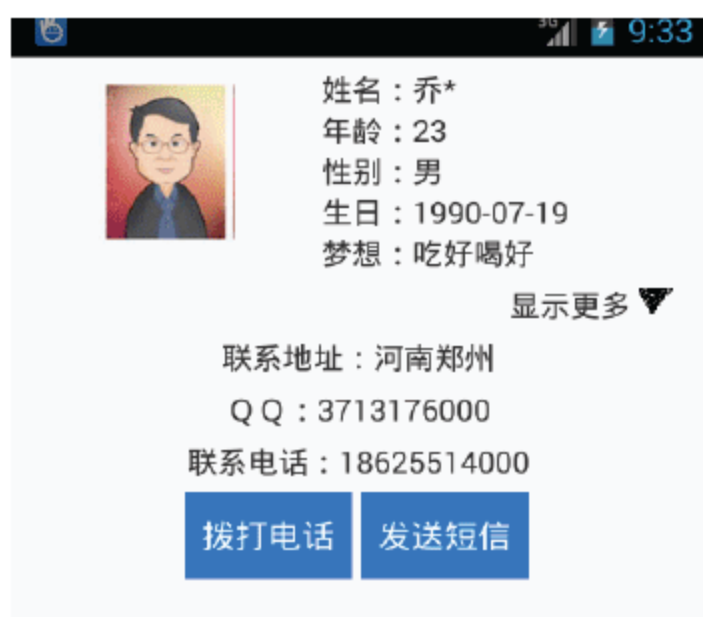 3G 9:33
姓名：乔*
年龄：23
性别：男
生日：1990-07-19
梦想：吃好喝好
显示更多
联系地址：河南郑州
Q Q ：3713176000
联系电话：18625514000
拨打电话 发送短信